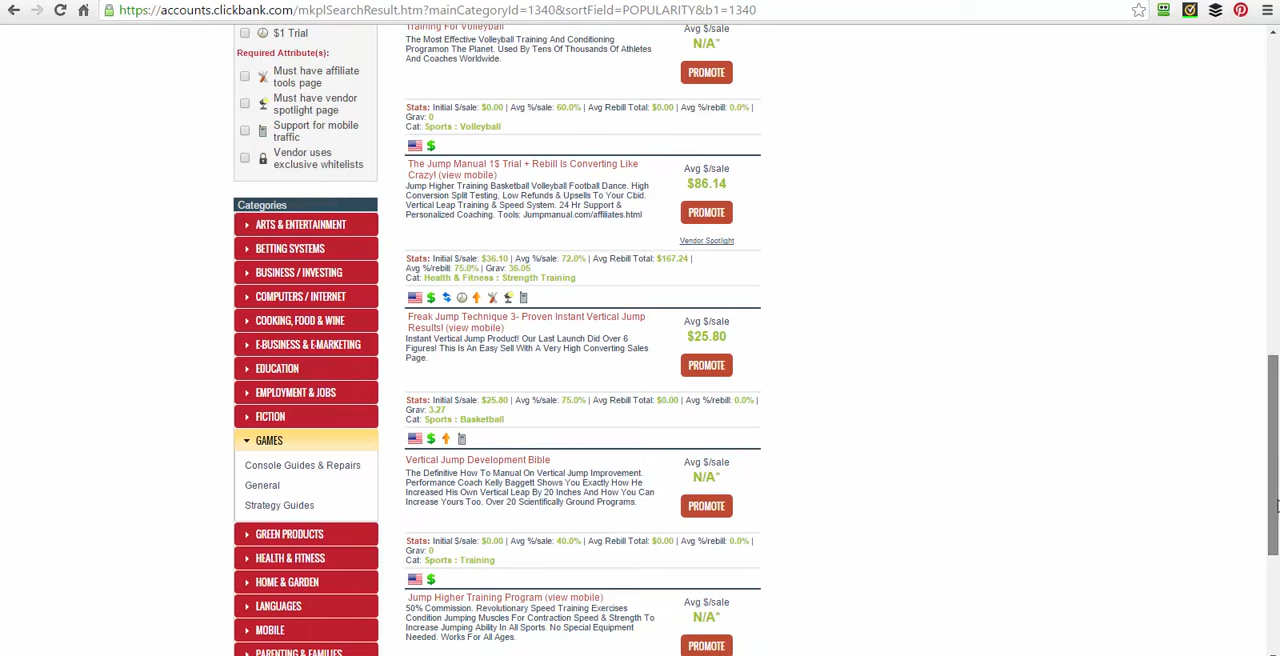 https://accounts.clickbank.com/mkplSearchResult.htm?mainCategoryId=1340&sortField=POPULARITY&b1=1340
$1 Trial
Required Attribute(s):
Must have affiliate
tools page
Must have vendor
spotlight page
Support for mobile
traffic
Vendor uses
exclusive whitelists
Categories
ARTS & ENTERTAINMENT
BETTING SYSTEMS
BUSINESS / INVESTING
COMPUTERS / INTERNET
COOKING, FOOD & WINE
E-BUSINESS & E-MARKETING
EDUCATION
EMPLOYMENT & JOBS
FICTION
GAMES
Console Guides & Repairs
General
Strategy Guides
GREEN PRODUCTS
HEALTH & FITNESS
HOME & GARDEN
LANGUAGES
MOBILE
PARENTING & FAMILIES
Training For Volleyball
The Most Effective Volleyball Training And Conditioning
Programon The Planet. Used By Tens Of Thousands Of Athletes
And Coaches Worldwide.
Avg $/sale
N/A*
PROMOTE
Stats: Initial $/sale: $0.00 | Avg %/sale: 60.0% | Avg Rebill Total: $0.00 | Avg %/rebill: 0.0% |
Grav: 0
Cat: Sports : Volleyball
The Jump Manual 1$ Trial + Rebill Is Converting Like
Crazy! (view mobile)
Jump Higher Training Basketball Volleyball Football Dance. High
Conversion Split Testing, Low Refunds & Upsells To Your Cbid.
Vertical Leap Training & Speed System. 24 Hr Support &
Personalized Coaching. Tools: Jumpmanual.com/affiliates.html
Avg $/sale
$86.14
PROMOTE
Vendor Spotlight
Stats: Initial $/sale: $36.10 | Avg %/sale: 72.0% | Avg Rebill Total: $167.24 |
Avg %/rebill: 75.0% | Grav: 36.05
Cat: Health & Fitness : Strength Training
Freak Jump Technique 3- Proven Instant Vertical Jump
Results! (view mobile)
Instant Vertical Jump Product! Our Last Launch Did Over 6
Figures! This Is An Easy Sell With A Very High Converting Sales
Page.
Avg $/sale
$25.80
PROMOTE
Stats: Initial $/sale: $25.80 | Avg %/sale: 75.0% | Avg Rebill Total: $0.00 | Avg %/rebill: 0.0% |
Grav: 3.27
Cat: Sports : Basketball
Vertical Jump Development Bible
The Definitive How To Manual On Vertical Jump Improvement.
Performance Coach Kelly Baggett Shows You Exactly How He
Increased His Own Vertical Leap By 20 Inches And How You Can
Increase Yours Too. Over 20 Scientifically Ground Programs.
Avg $/sale
N/A*
PROMOTE
Stats: Initial $/sale: $0.00 | Avg %/sale: 40.0% | Avg Rebill Total: $0.00 | Avg %/rebill: 0.0% |
Grav: 0
Cat: Sports : Training
Jump Higher Training Program (view mobile)
50% Commission. Revolutionary Speed Training Exercises
Condition Jumping Muscles For Contraction Speed & Strength To
Increase Jumping Ability In All Sports. No Special Equipment
Needed. Works For All Ages.
Avg $/sale
N/A*
PROMOTE